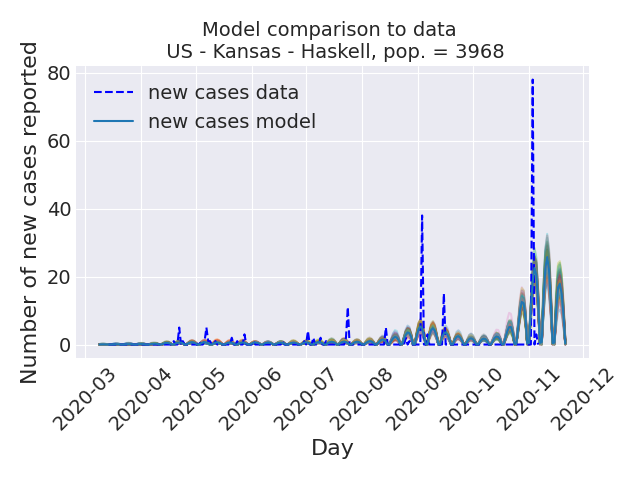 Model comparison to data
US - Kansas - Haskell, pop. = 3968
Number of new cases reported
80
60
40
20
0
new cases data
new cases model
2020-03
2020-04
2020-05
2020-06
2020-07
2020-08
2020-09
2020-10
2020-11
2020-12
Day